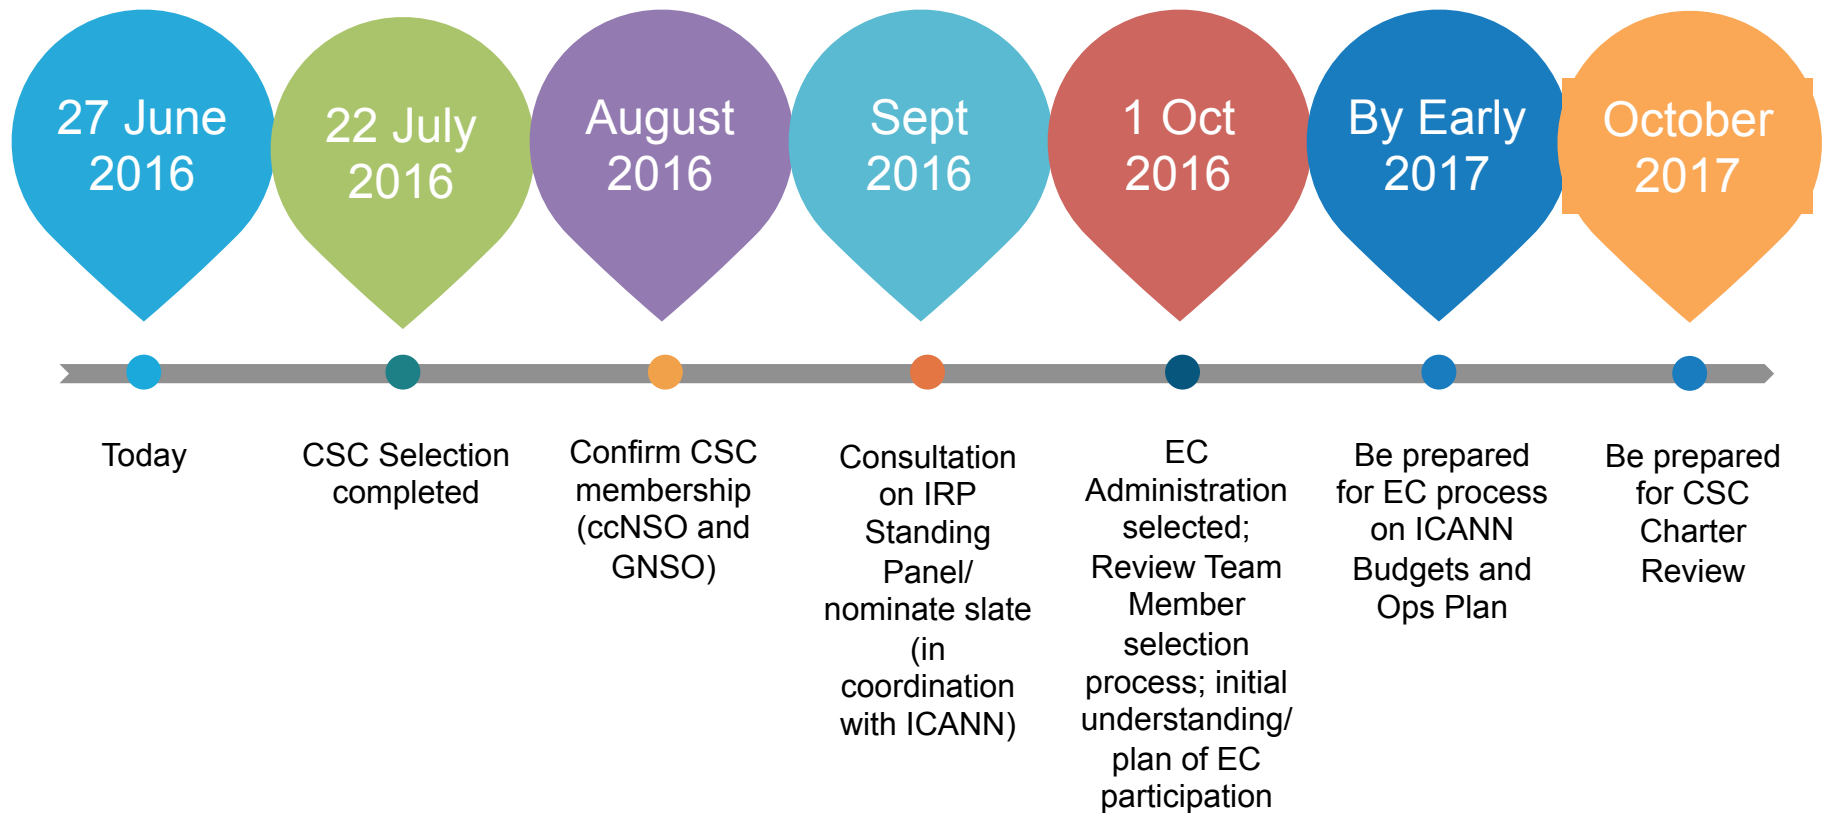 27 June
2016
22 July
2016
August
2016
Sept
2016
1 Oct
2016
By Early
2017
October
2017
Today
CSC Selection
completed
Confirm CSC
membership
(ccNSO and
GNSO)
Consultation
on IRP
Standing
Panel/
nominate slate
(in
coordination
with ICANN)
EC
Administration
selected;
Review Team
Member
selection
process; initial
understanding/
plan of EC
participation
Be prepared
for EC process
on ICANN
Budgets and
Ops Plan
Be prepared
for CSC
Charter
Review